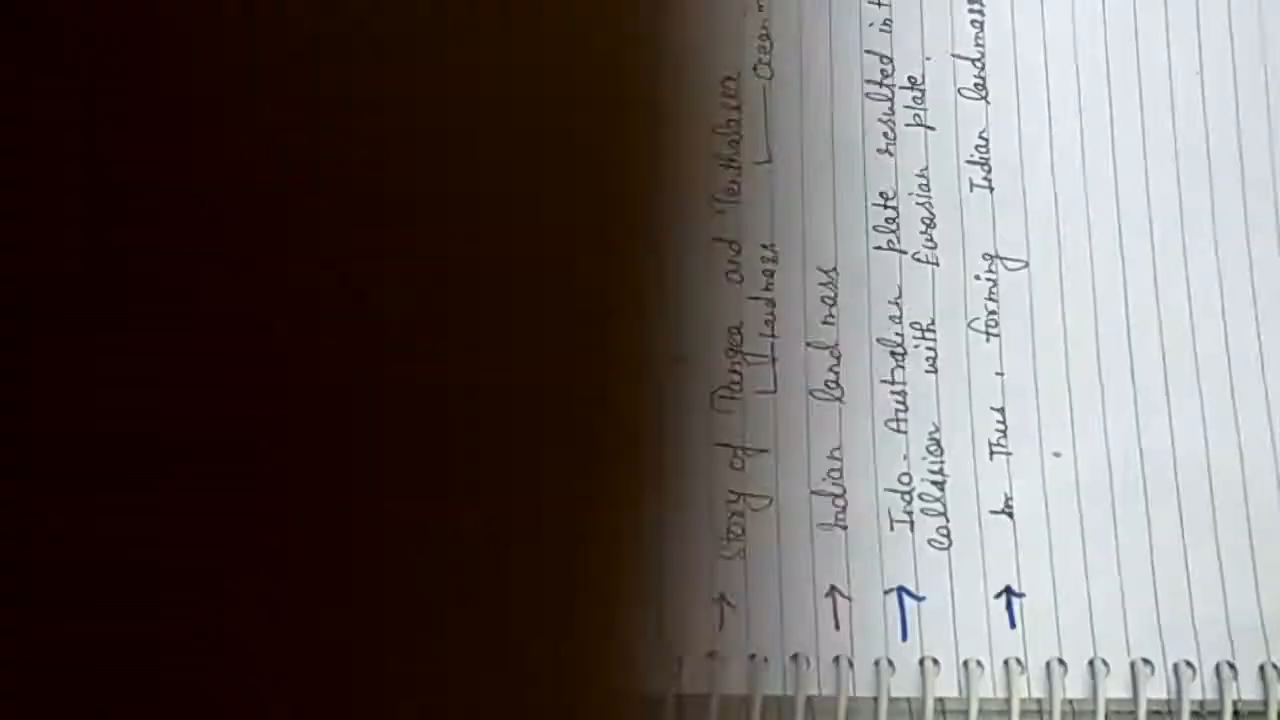 → Story of Pangea and Penthalasa
Landmass Ocean
→ Indian land mass
→ Indo-Australian plate resulted in
Collision with Eurasian plate.
→ Thus, forming Indian landmass